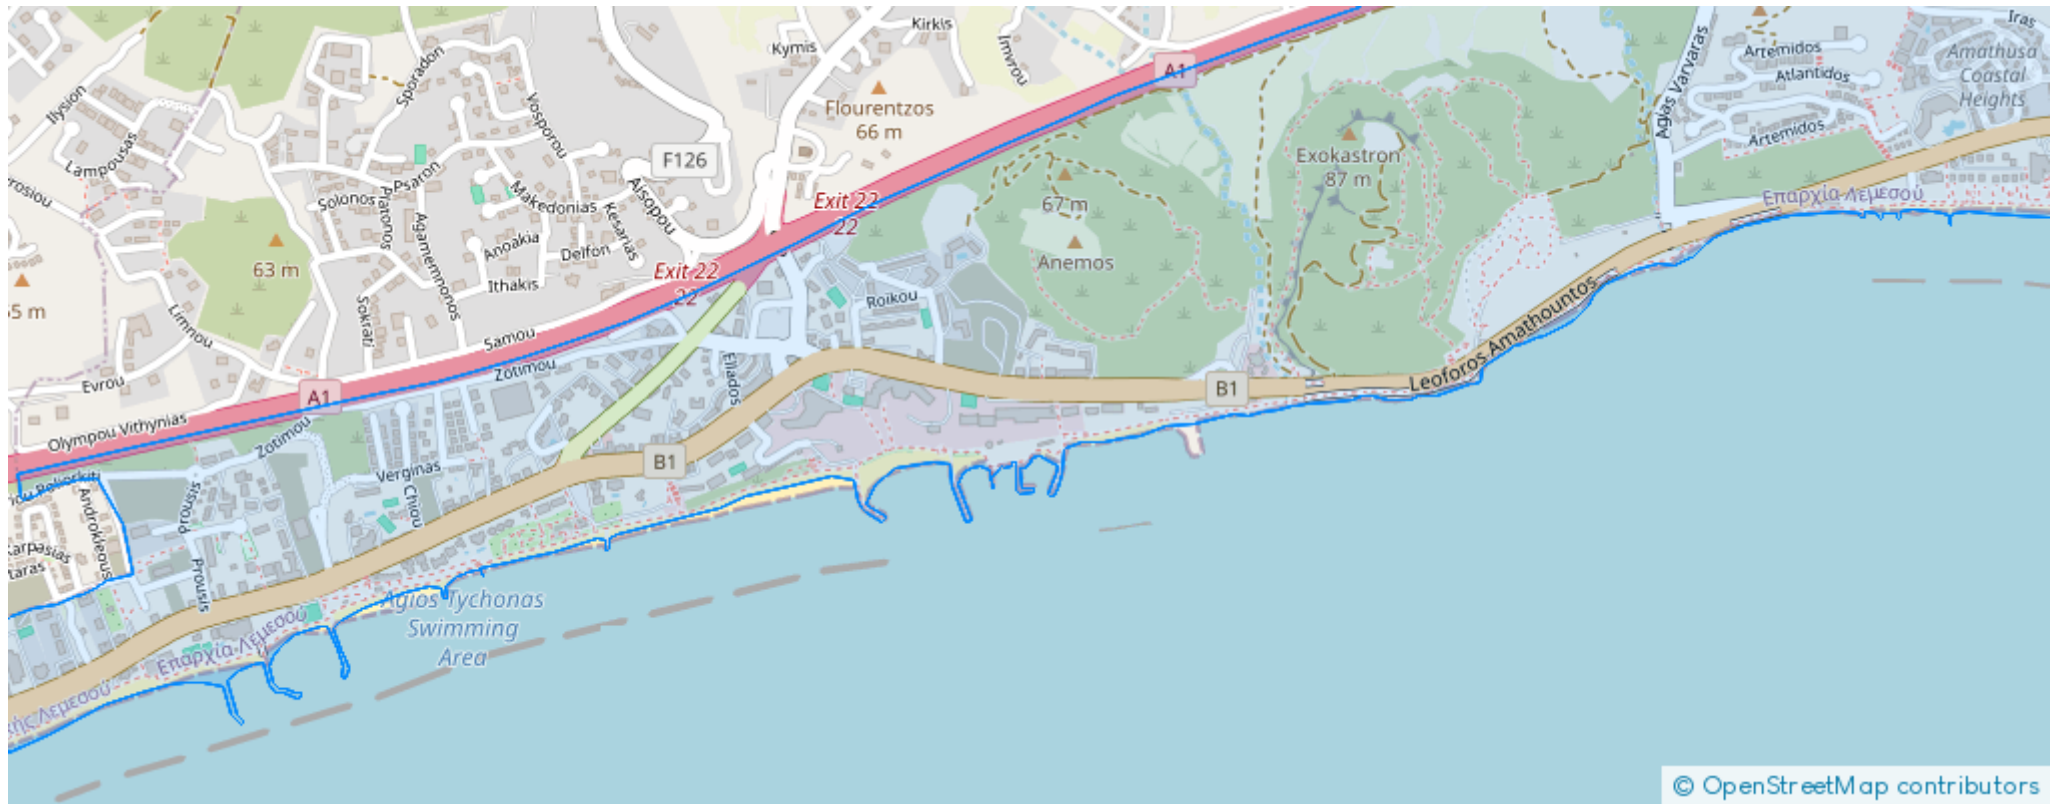 Kirkis
Iras
Kymis
Imvrou
Artemidos
Amathusa
Coastal
Heights
Sporadon
A1
Atlantidos
Ilysion
Vosporou
Flourentzos
66 m
Agias Varvaras
Artemidos
Lampousas
F126
Exokastron
87 m
Psaron
Aisopou
Makedonias
Solonos
Platonos
Kesarias
Exit 22
22
67 m
Επαρχία Λεμεσού
Agamemnonos
Anoakia
Delfon
63 m
Exit 22
22
Anemos
Ithakis
Roikou
5 m
Limnou
Sokrati
Samou
Leoforos Amathountos
Evrou
Zotimou
Ellados
A1
B1
Olympou Vithynias
Zotimou
Verginas
B1
Poliorkiti
Androkleous
Prousis
Chiou
Karpasias
taras
Prousis
Agios Tychonas
Swimming
Area
Επαρχία Λεμεσού
Λεμεσού
© OpenStreetMap contributors